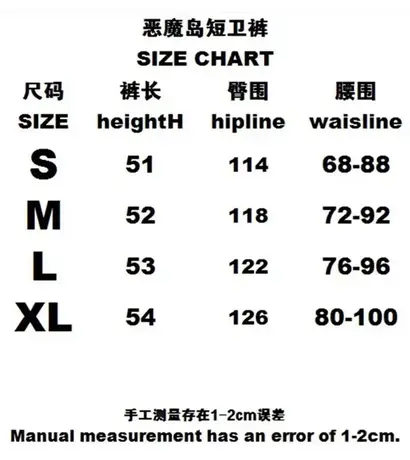 恶魔岛短卫裤
SIZE CHART
尺码 裤长 臀围 腰围
SIZE heightH hipline waisline
S 51 114 68-88
M 52 118 72-92
L 53 122 76-96
XL 54 126 80-100
手工测量存在1-2cm误差
Manual measurement has an error of 1-2cm.